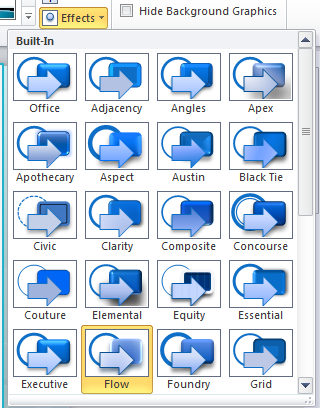 Effects
Hide Background Graphics
Built-In
Office Adjacency Angles Apex
Apothecary Aspect Austin Black Tie
Civic Clarity Composite Concourse
Couture Elemental Equity Essential
Executive Flow Foundry Grid